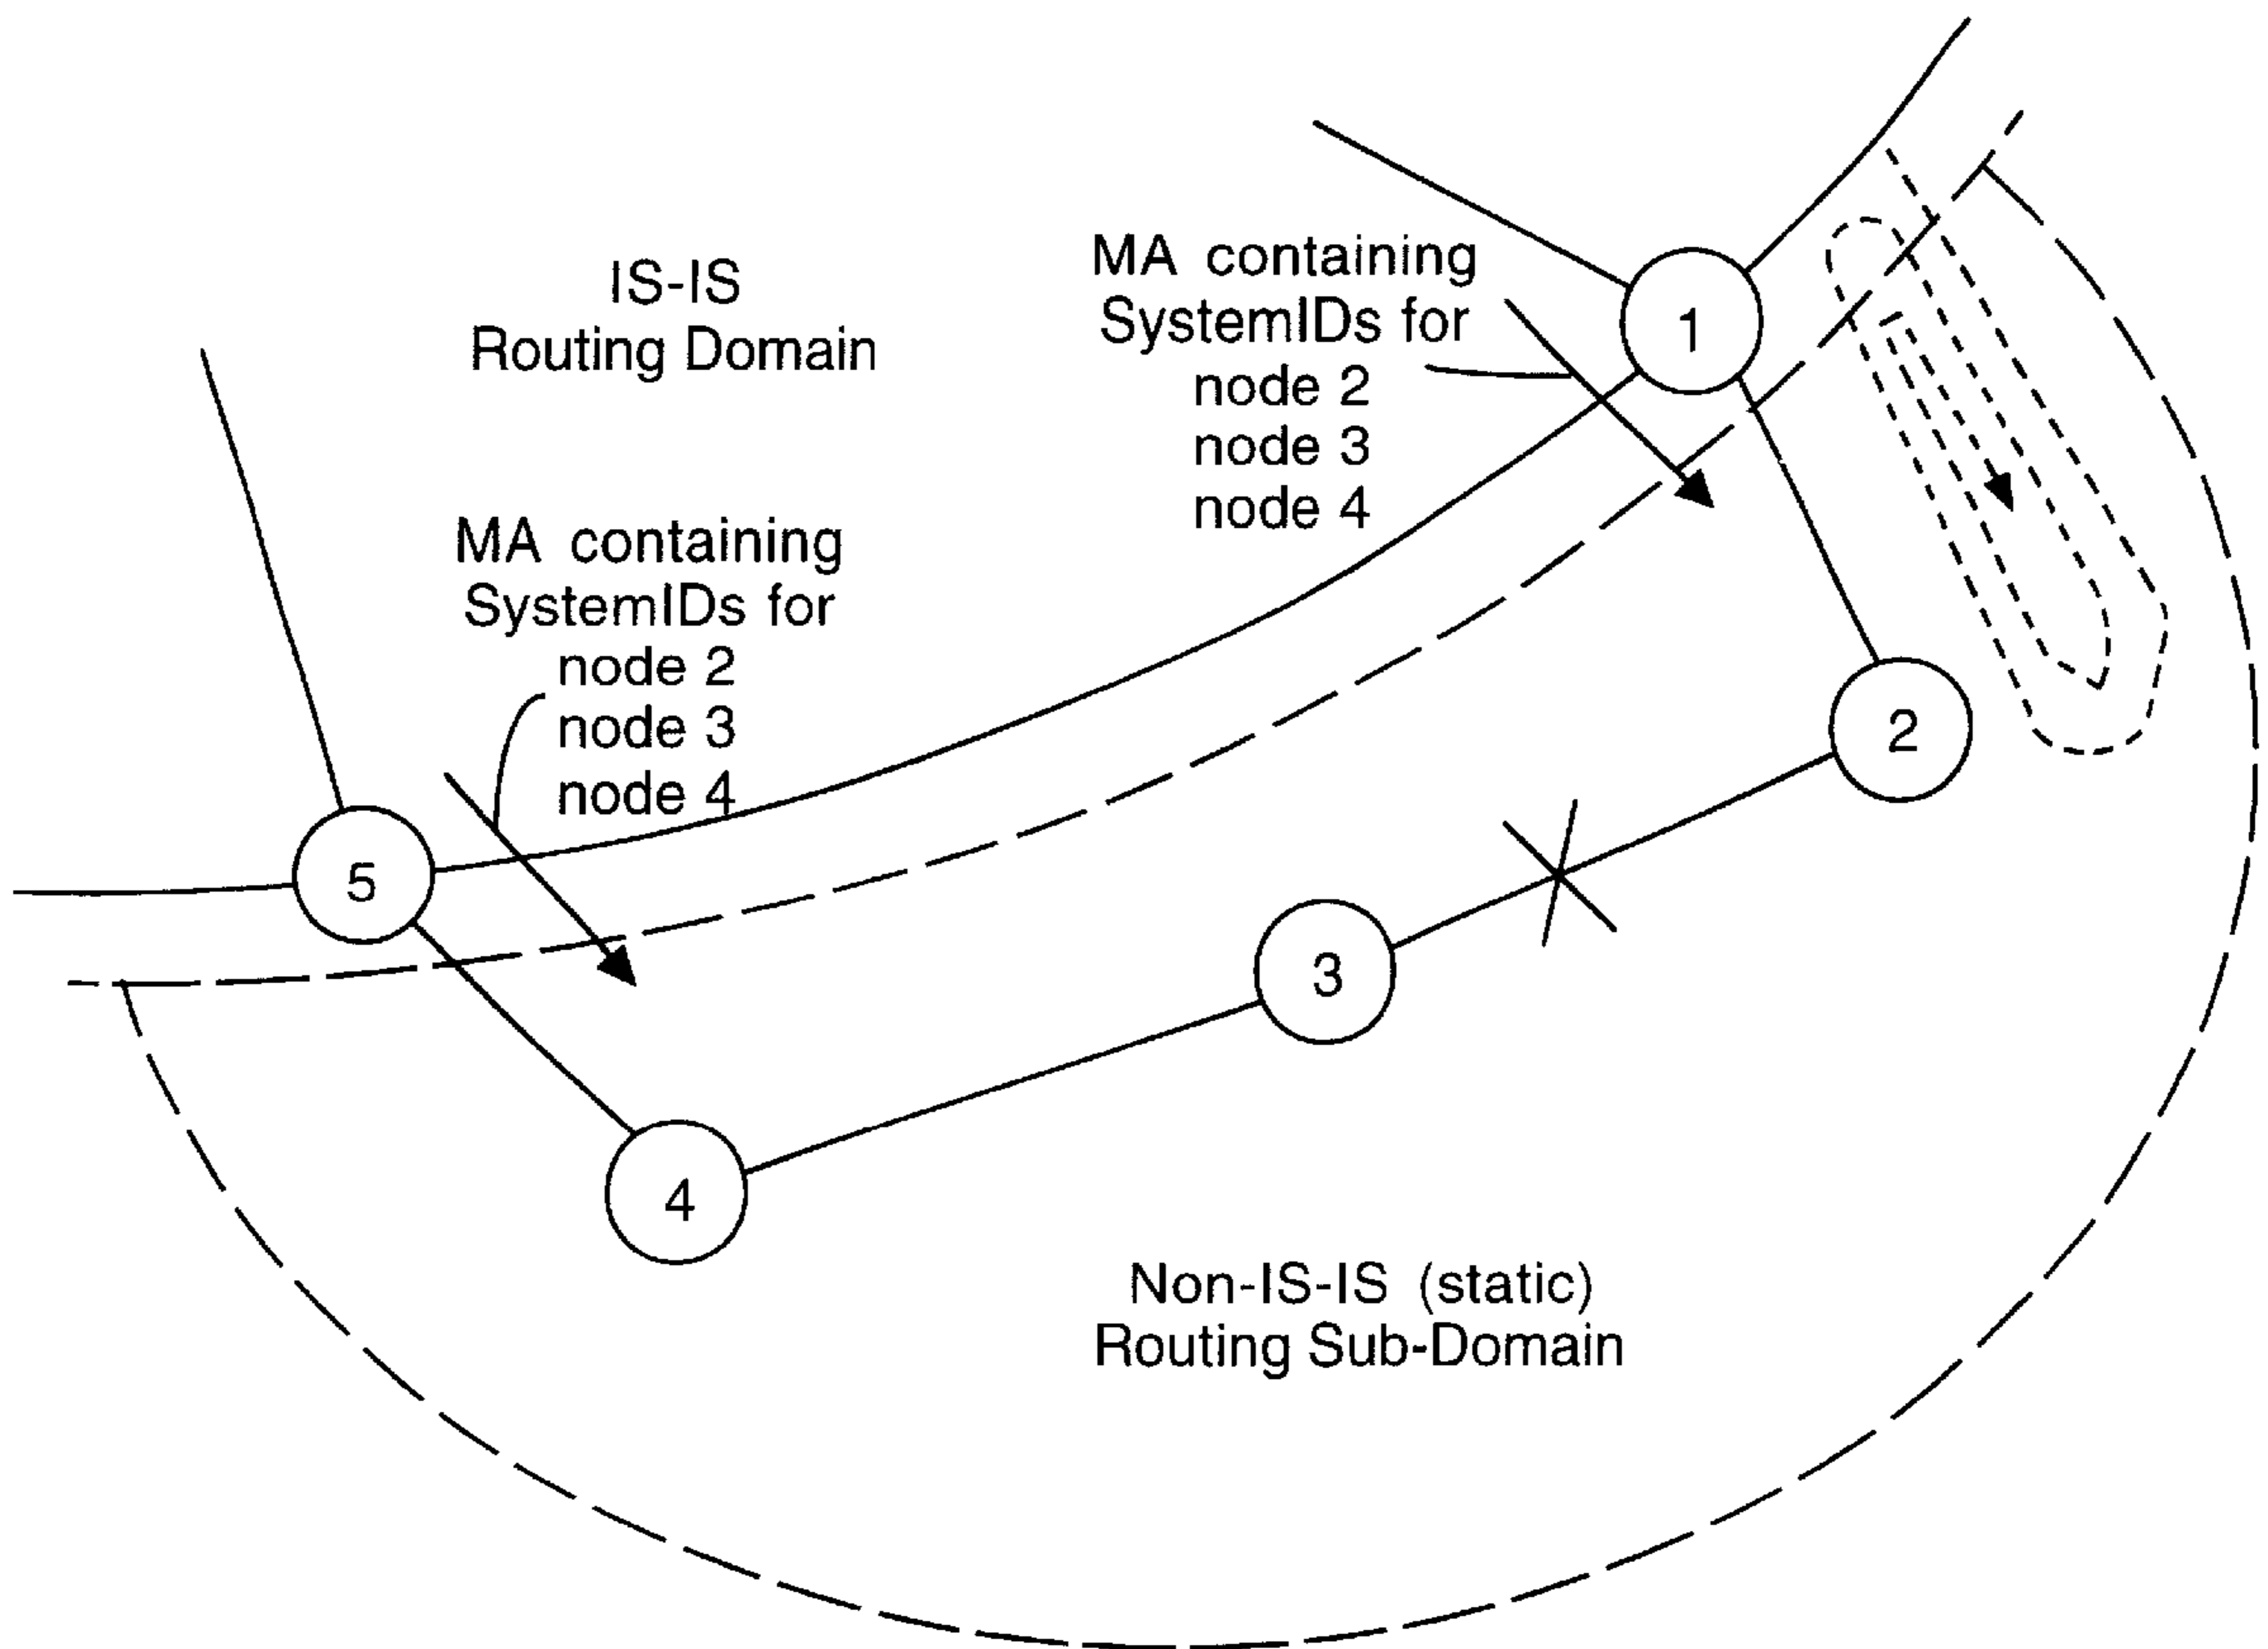 IS-IS
Routing Domain
MA containing
SystemIDs for
node 2
node 3
node 4
1
MA containing
SystemIDs for
node 2
node 3
node 4
2
5
3
4
Non-IS-IS (static)
Routing Sub-Domain